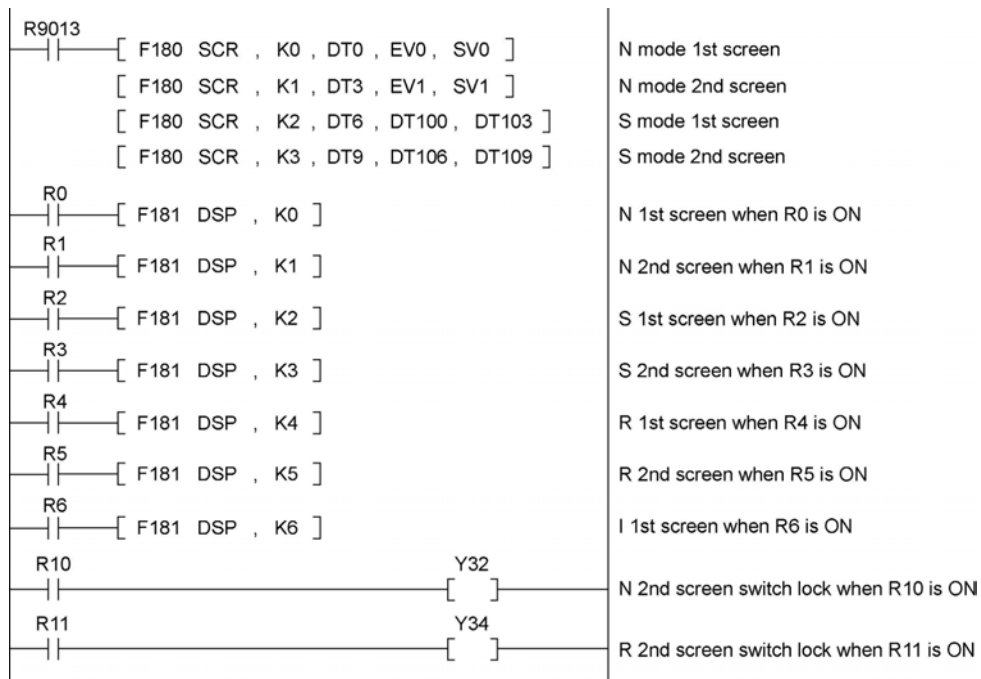 R9013
[ F180 SCR , K0 , DT0 , EV0 , SV0 ] N mode 1st screen
[ F180 SCR , K1 , DT3 , EV1 , SV1 ] N mode 2nd screen
[ F180 SCR , K2 , DT6 , DT100 , DT103 ] S mode 1st screen
[ F180 SCR , K3 , DT9 , DT106 , DT109 ] S mode 2nd screen
R0
[ F181 DSP , K0 ] N 1st screen when R0 is ON
R1
[ F181 DSP , K1 ] N 2nd screen when R1 is ON
R2
[ F181 DSP , K2 ] S 1st screen when R2 is ON
R3
[ F181 DSP , K3 ] S 2nd screen when R3 is ON
R4
[ F181 DSP , K4 ] R 1st screen when R4 is ON
R5
[ F181 DSP , K5 ] R 2nd screen when R5 is ON
R6
[ F181 DSP , K6 ] I 1st screen when R6 is ON
R10 Y32
[ ] N 2nd screen switch lock when R10 is ON
R11 Y34
[ ] R 2nd screen switch lock when R11 is ON